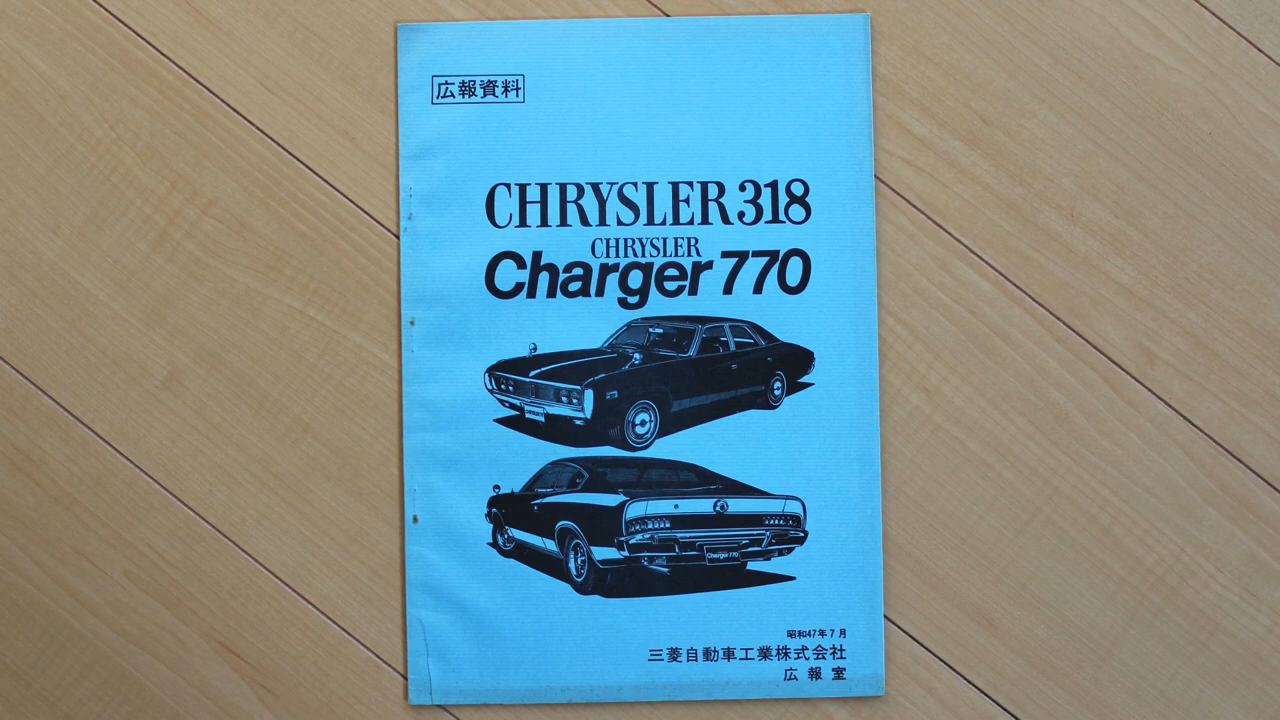 広報資料
CHRYSLER 318
CHRYSLER
Charger 770
Charger 770
昭和47年7月
三菱自動車工業株式会社
広報室